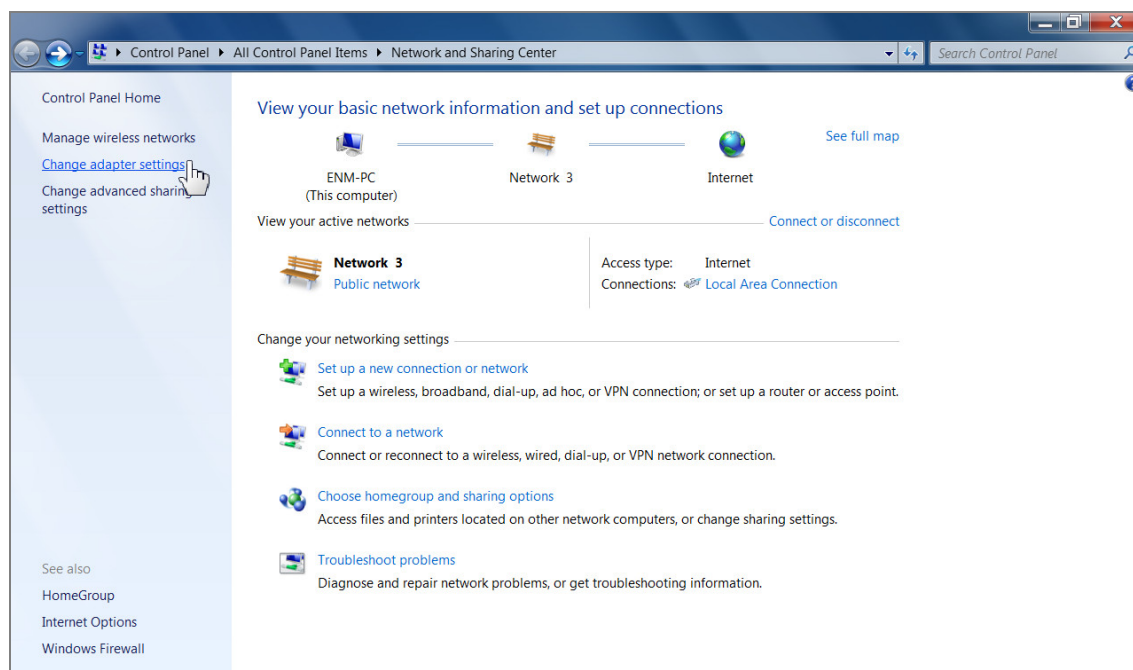 Control Panel ▸ All Control Panel Items ▸ Network and Sharing Center
Search Control Panel
Control Panel Home
Manage wireless networks
Change adapter settings
Change advanced sharing
settings
See also
HomeGroup
Internet Options
Windows Firewall
View your basic network information and set up connections
See full map
ENM-PC
(This computer)
Network 3
Internet
View your active networks
Connect or disconnect
Network 3
Public network
Access type: Internet
Connections: Local Area Connection
Change your networking settings
Set up a new connection or network
Set up a wireless, broadband, dial-up, ad hoc, or VPN connection; or set up a router or access point.
Connect to a network
Connect or reconnect to a wireless, wired, dial-up, or VPN network connection.
Choose homegroup and sharing options
Access files and printers located on other network computers, or change sharing settings.
Troubleshoot problems
Diagnose and repair network problems, or get troubleshooting information.